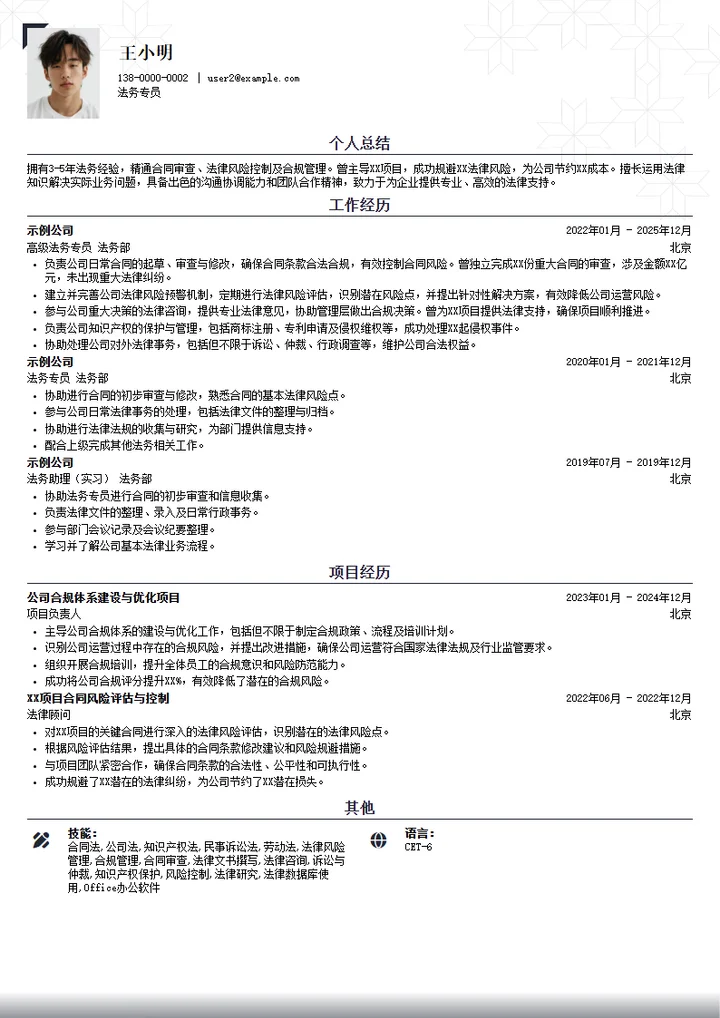 王小明
138-0000-0002 | user2@example.com
法务专员
个人总结
拥有3-5年法务经验，精通合同审查、法律风险控制及合规管理。曾主导XX项目，成功规避XX法律风险，为公司节约XX成本。擅长运用法律
知识解决实际业务问题，具备出色的沟通协调能力和团队合作精神，致力于为企业提供专业、高效的法律支持。
工作经历
示例公司 2022年01月 - 2025年12月
高级法务专员 法务部 北京
• 负责公司日常合同的起草、审查与修改，确保合同条款合法合规，有效控制合同风险。曾独立完成XX份重大合同的审查，涉及金额XX亿
元，未出现重大法律纠纷。
• 建立并完善公司法律风险预警机制，定期进行法律风险评估，识别潜在风险点，并提出针对性解决方案，有效降低公司运营风险。
• 参与公司重大决策的法律咨询，提供专业法律意见，协助管理层做出合规决策。曾为XX项目提供法律支持，确保项目顺利推进。
• 负责公司知识产权的保护与管理，包括商标注册、专利申请及侵权维权等，成功处理XX起侵权事件。
• 协助处理公司对外法律事务，包括但不限于诉讼、仲裁、行政调查等，维护公司合法权益。
示例公司 2020年01月 - 2021年12月
法务专员 法务部 北京
• 协助进行合同的初步审查与修改，熟悉合同的基本法律风险点。
• 参与公司日常法律事务的处理，包括法律文件的整理与归档。
• 协助进行法律法规的收集与研究，为部门提供信息支持。
• 配合上级完成其他法务相关工作。
示例公司 2019年07月 - 2019年12月
法务助理（实习） 法务部 北京
• 协助法务专员进行合同的初步审查和信息收集。
• 负责法律文件的整理、录入及日常行政事务。
• 参与部门会议记录及会议纪要整理。
• 学习并了解公司基本法律业务流程。
项目经历
公司合规体系建设与优化项目 2023年01月 - 2024年12月
项目负责人 北京
• 主导公司合规体系的建设与优化工作，包括但不限于制定合规政策、流程及培训计划。
• 识别公司运营过程中存在的合规风险，并提出改进措施，确保公司运营符合国家法律法规及行业监管要求。
• 组织开展合规培训，提升全体员工的合规意识和风险防范能力。
• 成功将公司合规评分提升XX%，有效降低了潜在的合规风险。
XX项目合同风险评估与控制 2022年06月 - 2022年12月
法律顾问 北京
• 对XX项目的关键合同进行深入的法律风险评估，识别潜在的法律风险点。
• 根据风险评估结果，提出具体的合同条款修改建议和风险规避措施。
• 与项目团队紧密合作，确保合同条款的合法性、公平性和可执行性。
• 成功规避了XX潜在的法律纠纷，为公司节约了XX潜在损失。
其他
技能：
合同法,公司法,知识产权法,民事诉讼法,劳动法,法律风险
管理,合规管理,合同审查,法律文书撰写,法律咨询,诉讼与
仲裁,知识产权保护,风险控制,法律研究,法律数据库使
用,Office办公软件
语言：
CET-6